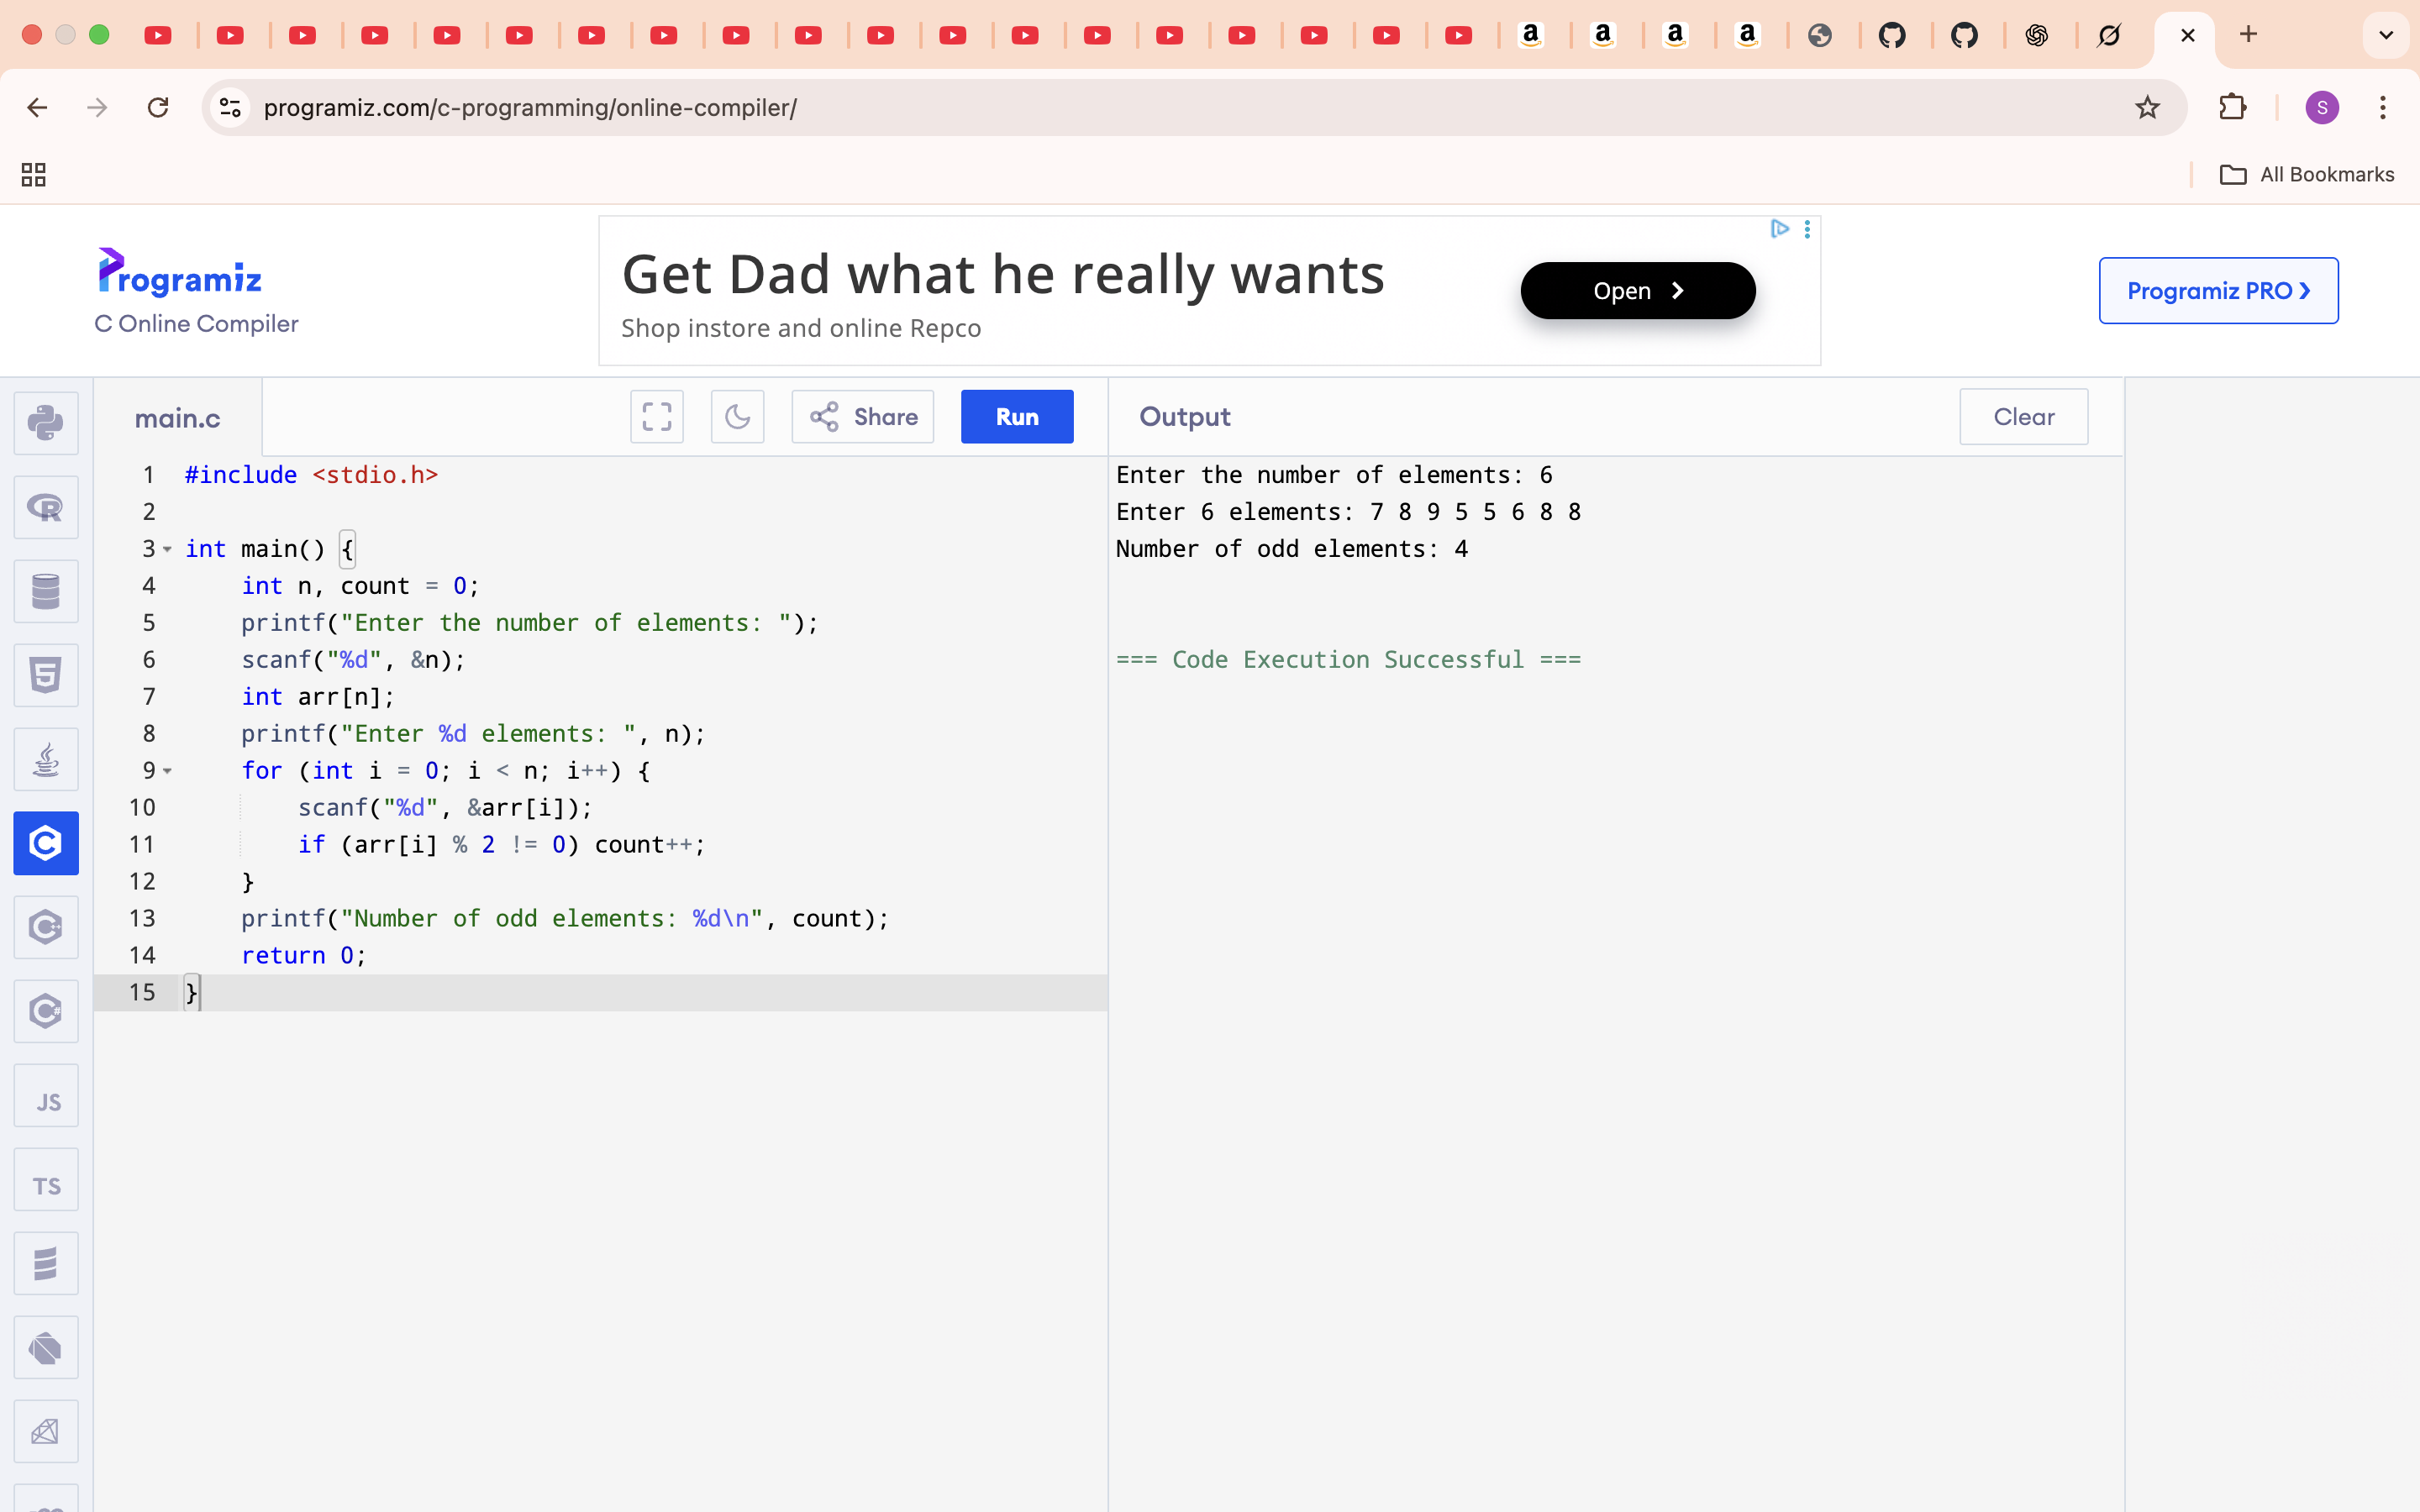 programiz.com/c-programming/online-compiler/
S
All Bookmarks
Programiz
C Online Compiler
Get Dad what he really wants
Shop instore and online Repco
Open
Programiz PRO
main.c
Share
Run
Output
Clear
1 #include <stdio.h>
2
3 int main() {
4     int n, count = 0;
5     printf("Enter the number of elements: ");
6     scanf("%d", &n);
7     int arr[n];
8     printf("Enter %d elements: ", n);
9     for (int i = 0; i < n; i++) {
10         scanf("%d", &arr[i]);
11         if (arr[i] % 2 != 0) count++;
12     }
13     printf("Number of odd elements: %d\n", count);
14     return 0;
15 }
Enter the number of elements: 6
Enter 6 elements: 7 8 9 5 5 6 8 8
Number of odd elements: 4
=== Code Execution Successful ===
JS
TS